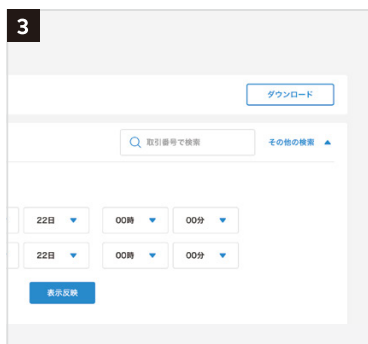 3
ダウンロード
取引番号で検索
その他の検索
22日 00時 00分
22日 00時 00分
表示反映